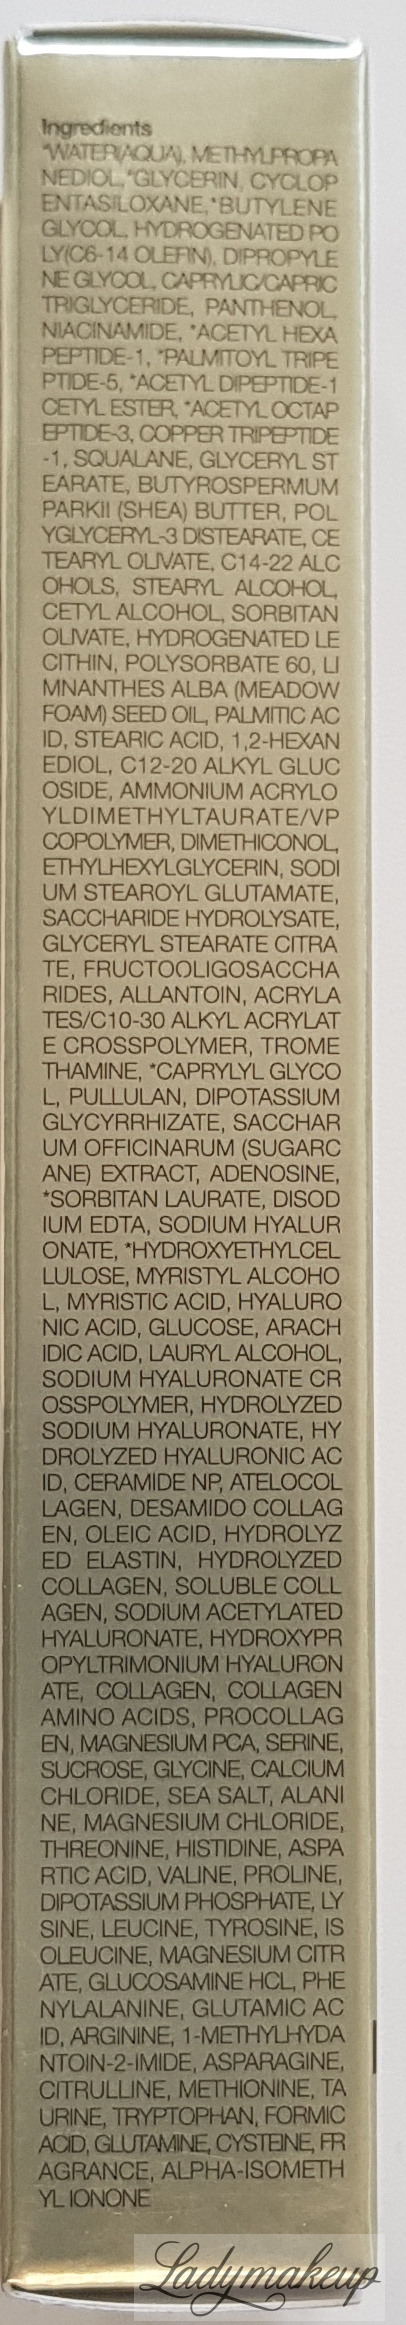 Ingredients
*WATER(AQUA), METHYLPROPA
NEDIOL,*GLYCERIN, CYCLOP
ENTASILOXANE,*BUTYLENE
GLYCOL, HYDROGENATED PO
LY(C6-14 OLEFIN), DIPROPYLE
NE GLYCOL, CAPRYLIC/CAPRIC
TRIGLYCERIDE, PANTHENOL,
NIACINAMIDE, *ACETYL HEXA
PEPTIDE-1, *PALMITOYL TRIPE
PTIDE-5, *ACETYL DIPEPTIDE-1
CETYL ESTER, *ACETYL OCTAP
EPTIDE-3, COPPER TRIPEPTIDE
-1, SQUALANE, GLYCERYL ST
EARATE, BUTYROSPERMUM
PARKII (SHEA) BUTTER, POL
YGLYCERYL-3 DISTEARATE, CE
TEARYL OLIVATE, C14-22 ALC
OHOLS, STEARYL ALCOHOL,
CETYL ALCOHOL, SORBITAN
OLIVATE, HYDROGENATED LE
CITHIN, POLYSORBATE 60, LI
MNANTHES ALBA (MEADOW
FOAM) SEED OIL, PALMITIC AC
ID, STEARIC ACID, 1,2-HEXAN
EDIOL, C12-20 ALKYL GLUC
OSIDE, AMMONIUM ACRYLO
YLDIMETHYLTAURATE/VP
COPOLYMER, DIMETHICONOL,
ETHYLHEXYLGLYCERIN, SODI
UM STEAROYL GLUTAMATE,
SACCHARIDE HYDROLYSATE,
GLYCERYL STEARATE CITRA
TE, FRUCTOOLIGOSACCHA
RIDES, ALLANTOIN, ACRYLA
TES/C10-30 ALKYL ACRYLAT
E CROSSPOLYMER, TROME
THAMINE, *CAPRYLYL GLYCO
L, PULLULAN, DIPOTASSIUM
GLYCYRRHIZATE, SACCHAR
UM OFFICINARUM (SUGARC
ANE) EXTRACT, ADENOSINE,
*SORBITAN LAURATE, DISOD
IUM EDTA, SODIUM HYALUR
ONATE, *HYDROXYETHYLCEL
LULOSE, MYRISTYL ALCOHO
L, MYRISTIC ACID, HYALURO
NIC ACID, GLUCOSE, ARACH
IDIC ACID, LAURYL ALCOHOL,
SODIUM HYALURONATE CR
OSSPOLYMER, HYDROLYZED
SODIUM HYALURONATE, HY
DROLYZED HYALURONIC AC
ID, CERAMIDE NP, ATELOCOL
LAGEN, DESAMIDO COLLAG
EN, OLEIC ACID, HYDROLYZ
ED ELASTIN, HYDROLYZED
COLLAGEN, SOLUBLE COLL
AGEN, SODIUM ACETYLATED
HYALURONATE, HYDROXYPR
OPYLTRIMONIUM HYALURON
ATE, COLLAGEN, COLLAGEN
AMINO ACIDS, PROCOLLAG
EN, MAGNESIUM PCA, SERINE,
SUCROSE, GLYCINE, CALCIUM
CHLORIDE, SEA SALT, ALANI
NE, MAGNESIUM CHLORIDE,
THREONINE, HISTIDINE, ASPA
RTIC ACID, VALINE, PROLINE,
DIPOTASSIUM PHOSPHATE, LY
SINE, LEUCINE, TYROSINE, IS
OLEUCINE, MAGNESIUM CITR
ATE, GLUCOSAMINE HCL, PHE
NYLALANINE, GLUTAMIC AC
ID, ARGININE, 1-METHYLHYDA
NTOIN-2-IMIDE, ASPARAGINE,
CITRULLINE, METHIONINE, TA
URINE, TRYPTOPHAN, FORMIC
ACID, GLUTAMINE, CYSTEINE, FR
AGRANCE, ALPHA-ISOMETH
YL IONONE
Ladymakeup